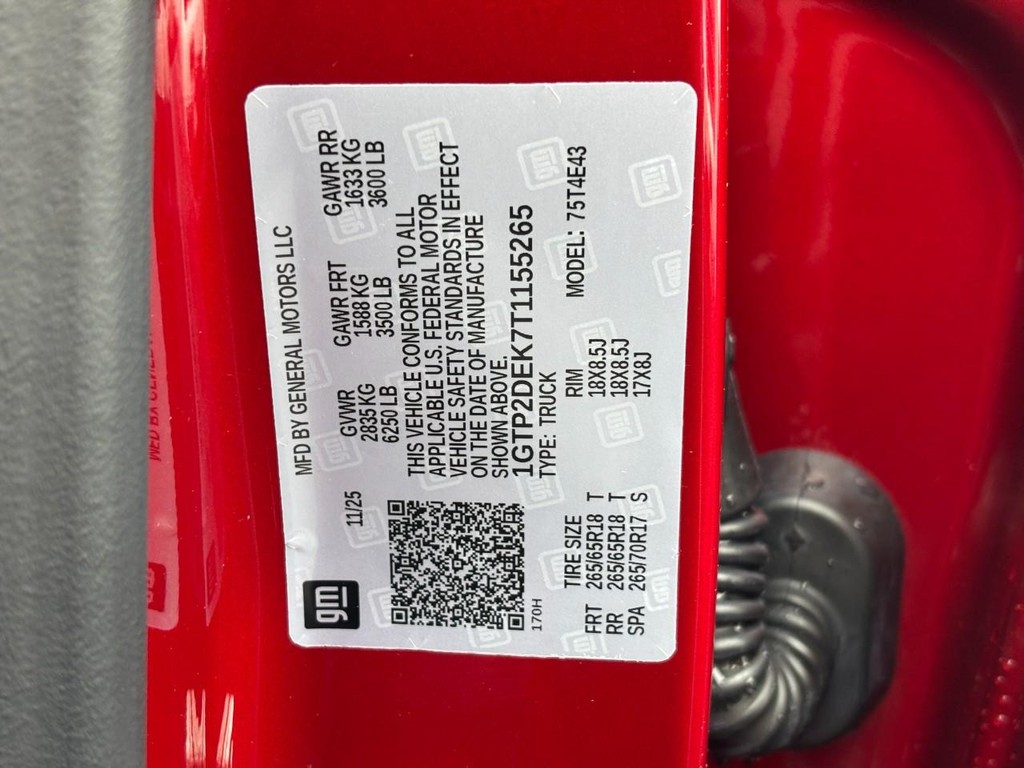 gm
MFD BY GENERAL MOTORS LLC
11/25
GVWR GAWR FRT GAWR RR
2835 KG 1588 KG 1633 KG
6250 LB 3500 LB 3600 LB
THIS VEHICLE CONFORMS TO ALL
APPLICABLE U.S. FEDERAL MOTOR
VEHICLE SAFETY STANDARDS IN EFFECT
ON THE DATE OF MANUFACTURE
SHOWN ABOVE.
1GTP2DEK7T1155265
TYPE: TRUCK MODEL: 75T4E43
170H
TIRE SIZE RIM
FRT 265/65R18 T 18X8.5J
RR 265/65R18 T 18X8.5J
SPA 265/70R17 S 17X8J